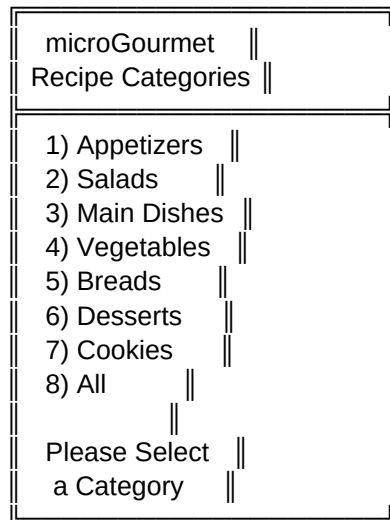 microGourmet
Recipe Categories
1) Appetizers
2) Salads
3) Main Dishes
4) Vegetables
5) Breads
6) Desserts
7) Cookies
8) All
Please Select
a Category